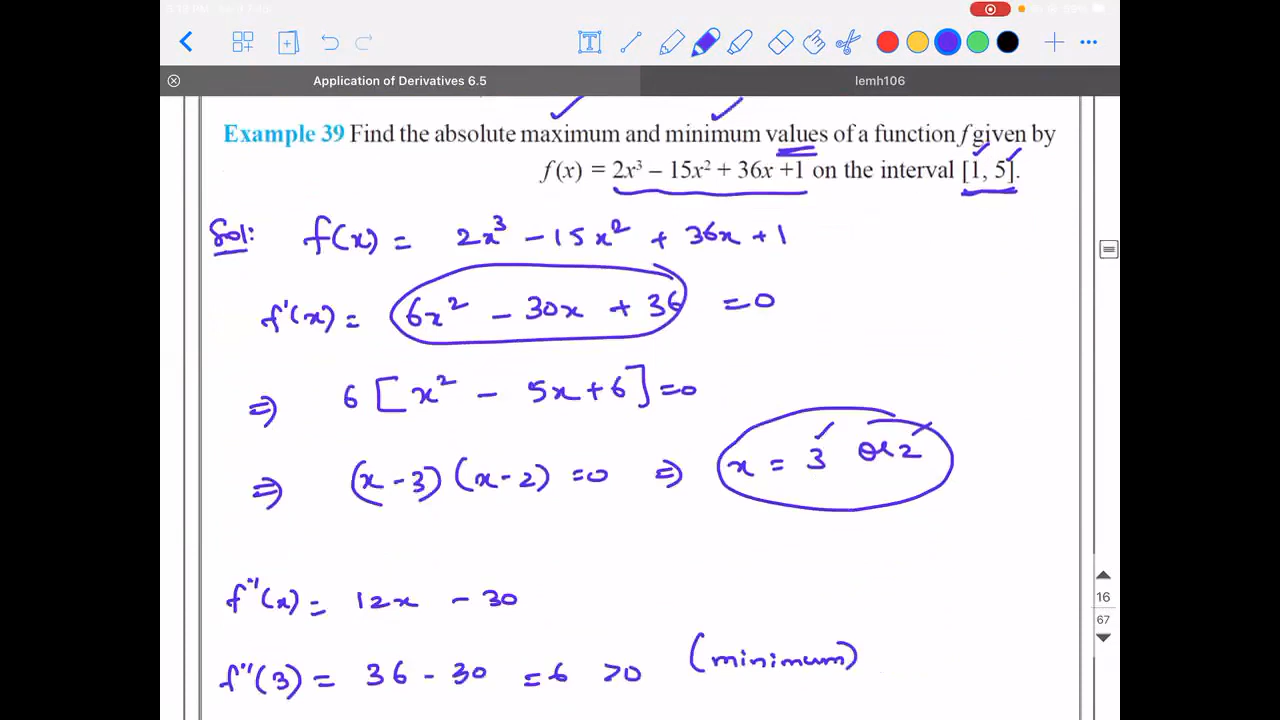 Application of Derivatives 6.5
lemh106
Example 39 Find the absolute maximum and minimum values of a function f given by
f(x) = 2x³ – 15x² + 36x +1 on the interval [1, 5].
Sol: f(x) = 2x³ - 15x² + 36x + 1
f'(x) = 6x² - 30x + 36 = 0
⇒ 6[x² - 5x + 6] = 0
⇒ (x - 3)(x - 2) = 0 ⇒ x = 3 or 2
f''(x) = 12x - 30
f''(3) = 36 - 30 = 6 >0 (minimum)
16
67